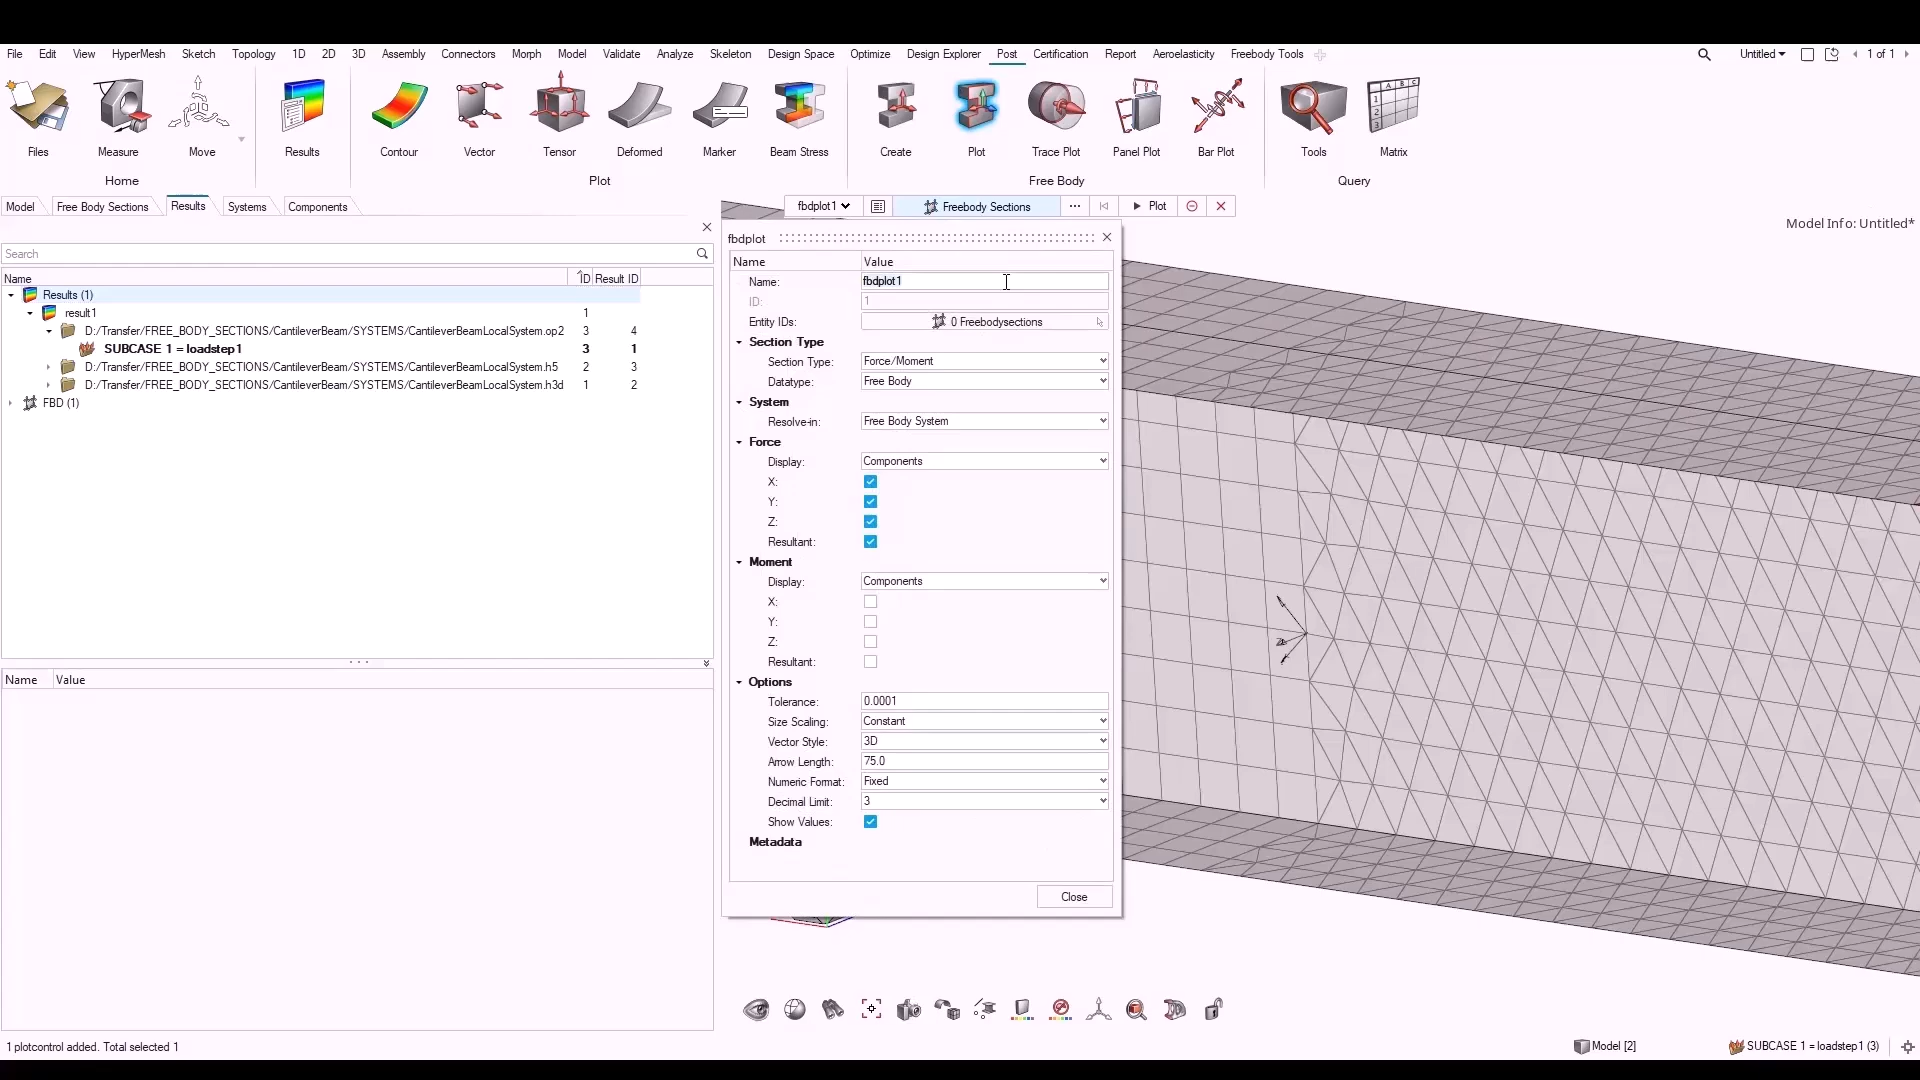 File Edit View HyperMesh Sketch Topology 1D 2D 3D Assembly Connectors Morph Model Validate Analyze Skeleton Design Space Optimize Design Explorer Post Certification Report Aeroelasticity Freebody Tools Untitled 1 of 1
Files Measure Move Results Contour Vector Tensor Deformed Marker Beam Stress Create Plot Trace Plot Panel Plot Bar Plot Tools Matrix
Home Plot Free Body Query
Model Free Body Sections Results Systems Components
fbdplot1 Freebody Sections Plot
Model Info: Untitled*
Search
Name ID Result ID
Results (1)
result1 1
D:/Transfer/FREE_BODY_SECTIONS/CantileverBeam/SYSTEMS/CantileverBeamLocalSystem.op2 3 4
SUBCASE 1 = loadstep1 3 1
D:/Transfer/FREE_BODY_SECTIONS/CantileverBeam/SYSTEMS/CantileverBeamLocalSystem.h5 2 3
D:/Transfer/FREE_BODY_SECTIONS/CantileverBeam/SYSTEMS/CantileverBeamLocalSystem.h3d 1 2
FBD (1)
Name Value
fbdplot
Name Value
Name: fbdplot1
ID: 1
Entity IDs: 0 Freebodysections
Section Type
Section Type: Force/Moment
Datatype: Free Body
System
Resolve-in: Free Body System
Force
Display: Components
X:
Y:
Z:
Resultant:
Moment
Display: Components
X:
Y:
Z:
Resultant:
Options
Tolerance: 0.0001
Size Scaling: Constant
Vector Style: 3D
Arrow Length: 75.0
Numeric Format: Fixed
Decimal Limit: 3
Show Values:
Metadata
Close
1 plotcontrol added. Total selected 1
Model [2]
SUBCASE 1 = loadstep1 (3)